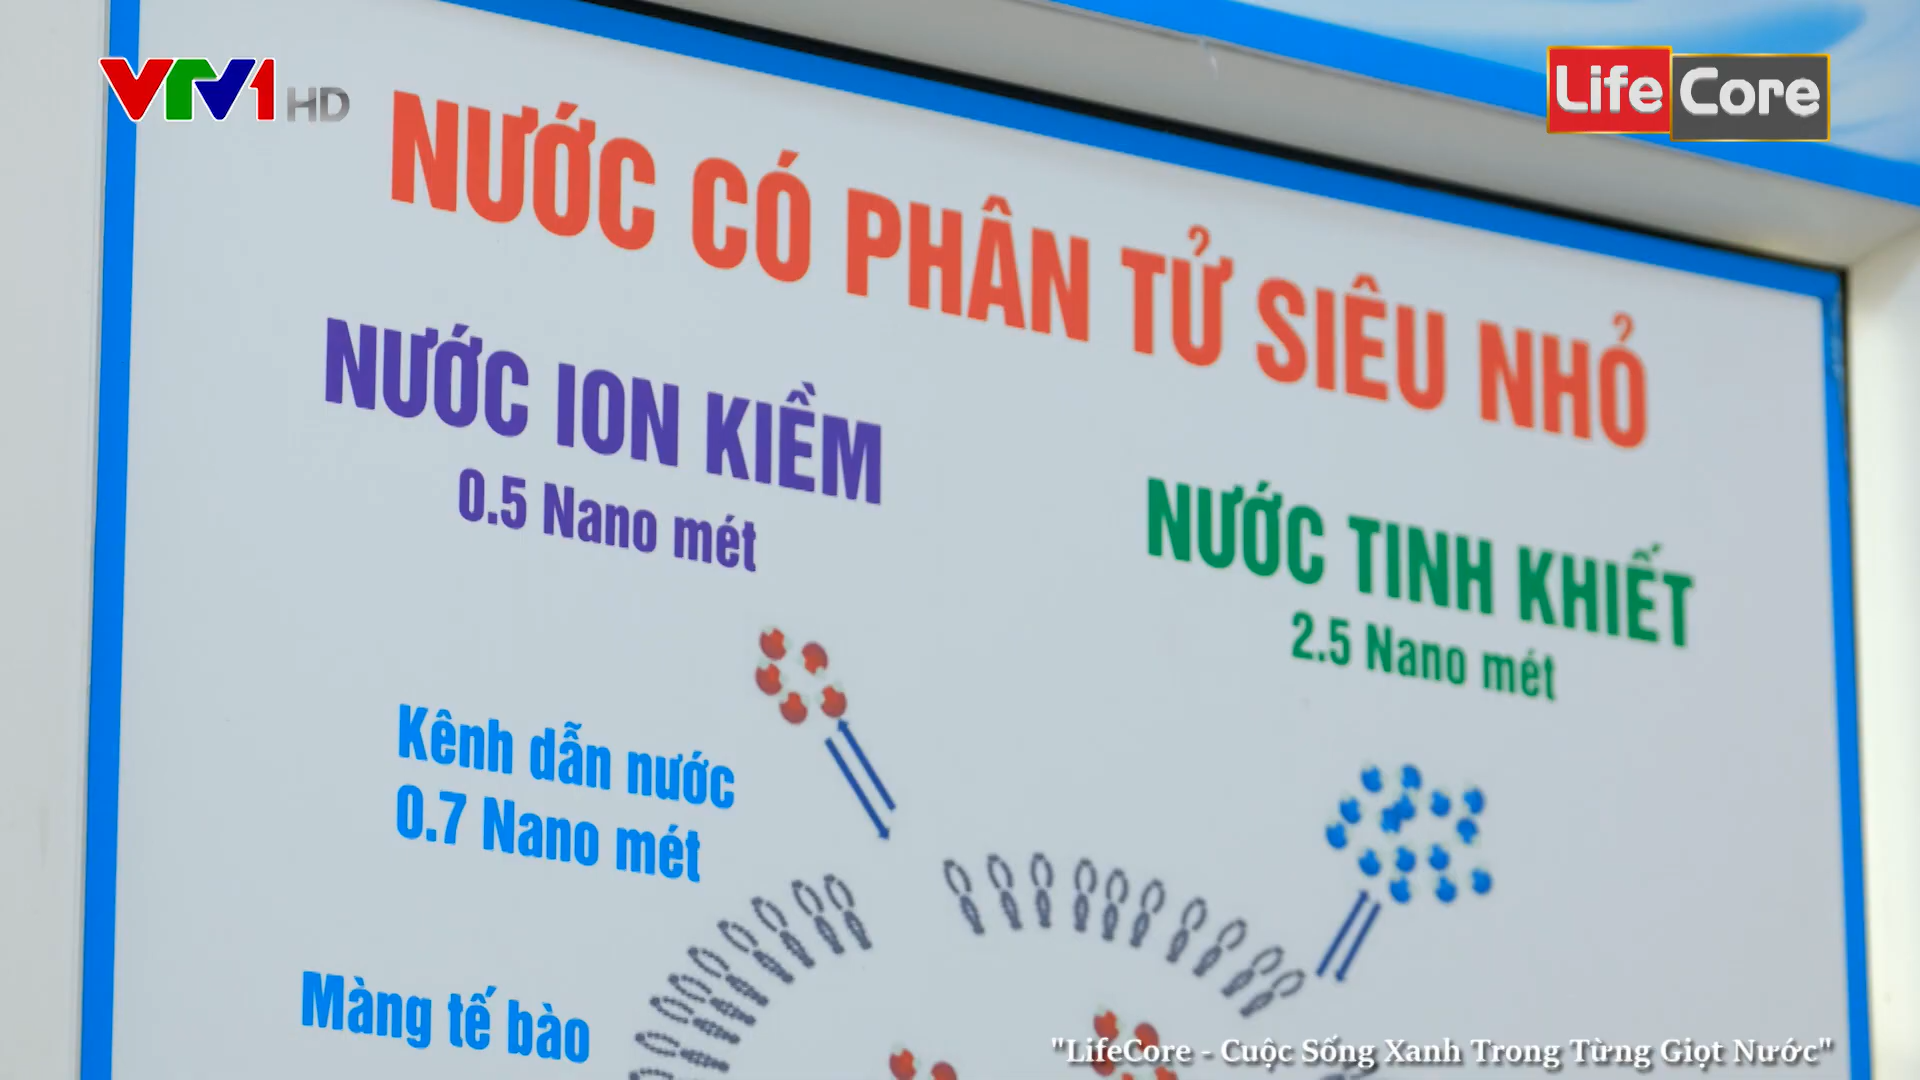 VTV1 HD
Life Core
NƯỚC CÓ PHÂN TỬ SIÊU NHỎ
NƯỚC ION KIỀM
0.5 Nano mét
NƯỚC TINH KHIẾT
2.5 Nano mét
Kênh dẫn nước
0.7 Nano mét
Màng tế bào
"LifeCore - Cuộc Sống Xanh Trong Từng Giọt Nước"